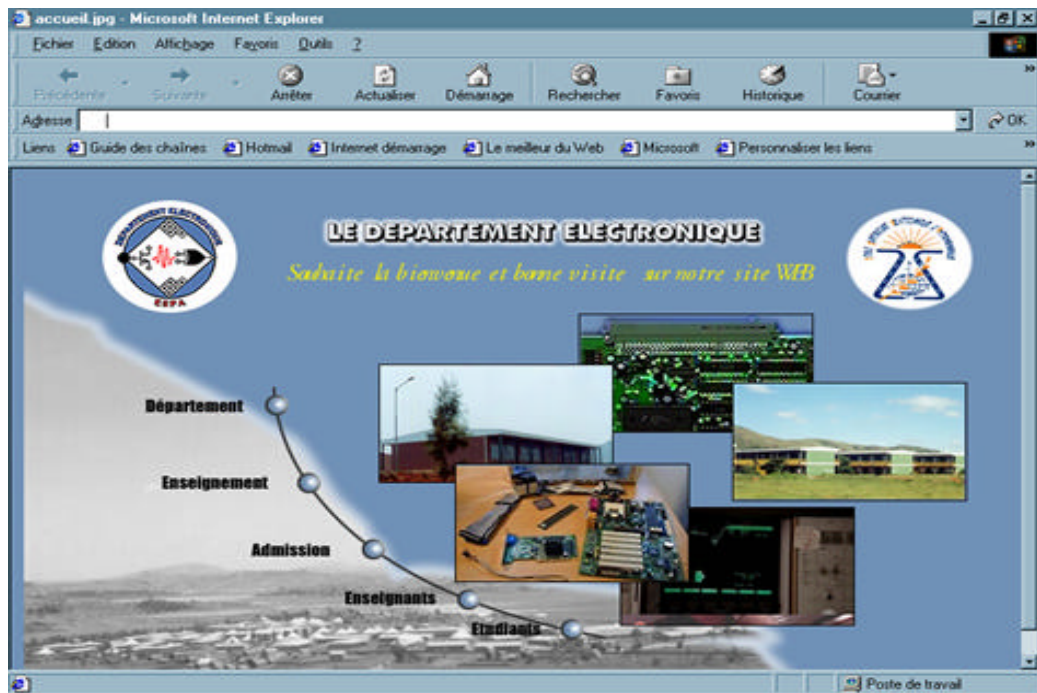 accueil.jpg - Microsoft Internet Explorer
Fichier Edition Affichage Favoris Outils ?
Précédente Suivante Arrêter Actualiser Démarrage Rechercher Favoris Historique Courrier »
Adresse OK
Liens Guide des chaînes Hotmail Internet démarrage Le meilleur du Web Microsoft Personnaliser les liens »
DEPARTEMENT ELECTRONIQUE
ESPA
LE DEPARTEMENT ELECTRONIQUE
Souhaite la bienvenue et bonne visite sur notre site WEB
Département
Enseignement
Admission
Enseignants
Etudiants
Poste de travail